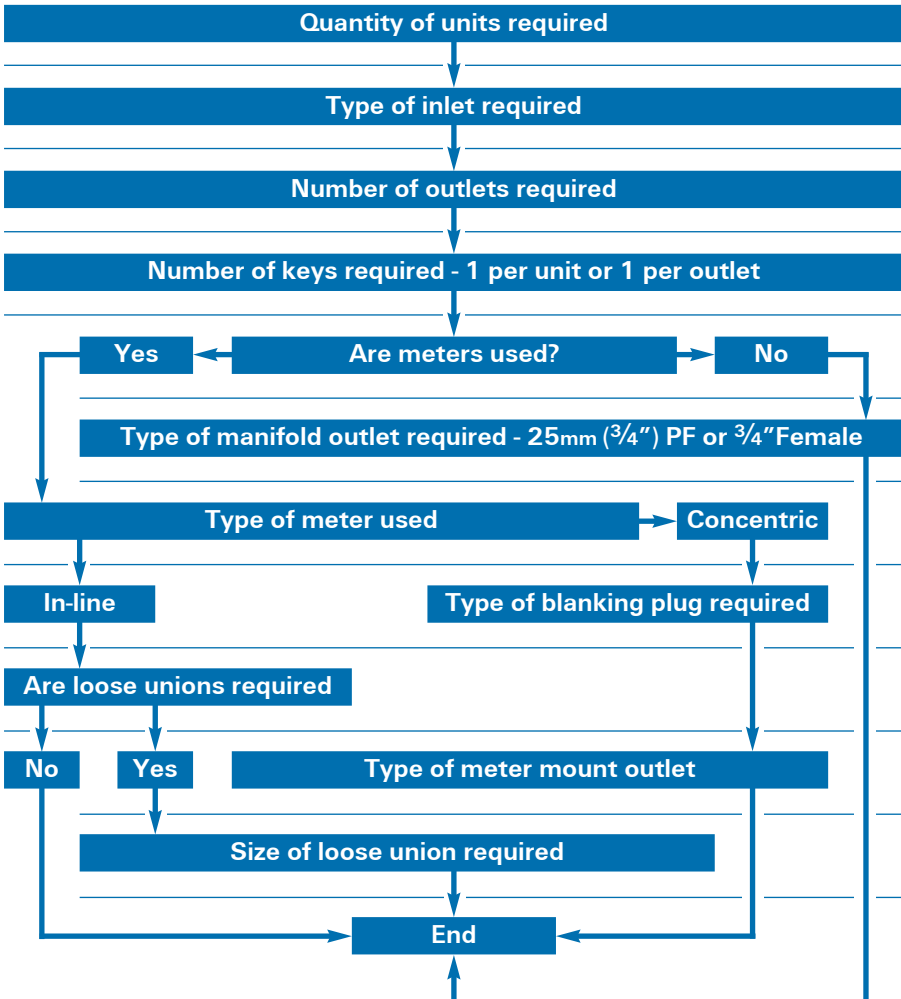 Quantity of units required
Type of inlet required
Number of outlets required
Number of keys required - 1 per unit or 1 per outlet
Yes
Are meters used?
No
Type of manifold outlet required - 25mm (3/4") PF or 3/4"Female
Type of meter used
Concentric
In-line
Type of blanking plug required
Are loose unions required
No
Yes
Type of meter mount outlet
Size of loose union required
End